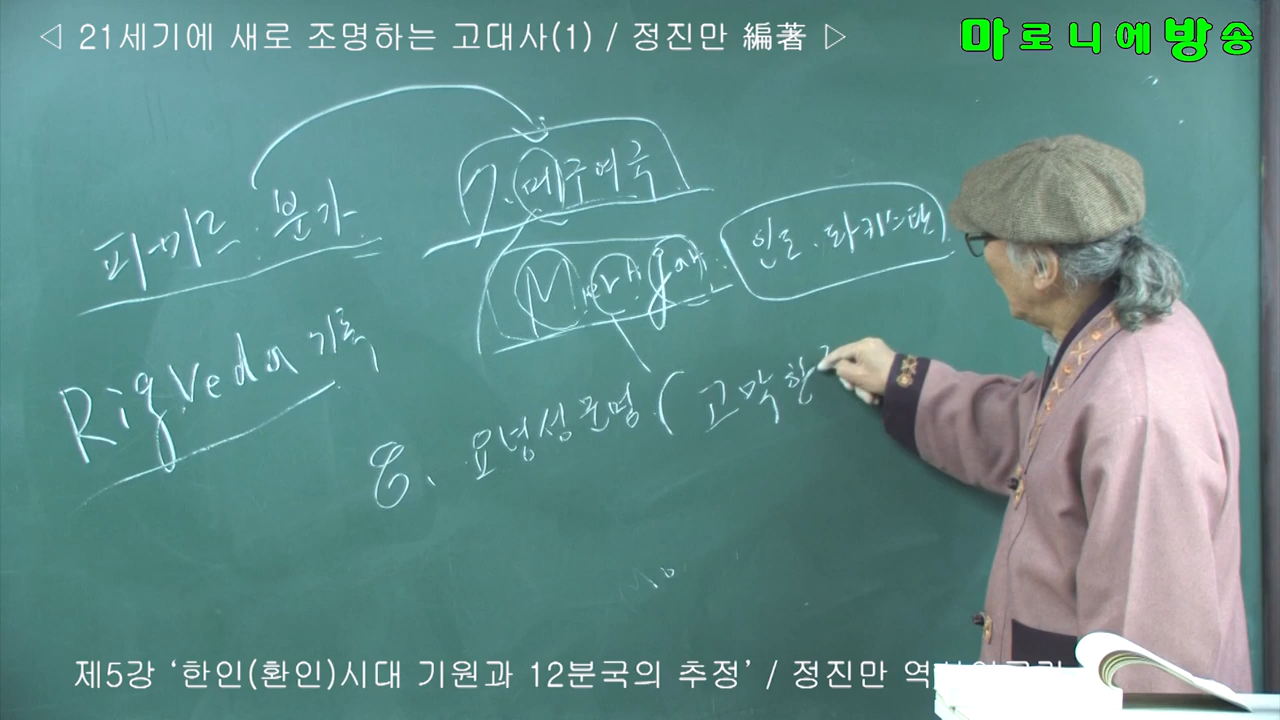 ◁ 21세기에 새로 조명하는 고대사(1) / 정진만 編著 ▷
마로니에방송
파미르. 분가
7. 메구여국
인도. 파키스탄
RigVeda 기록
8. 요녕성문명 ( 고막한
제5강 ‘한인(환인)시대 기원과 12분국의 추정’ / 정진만